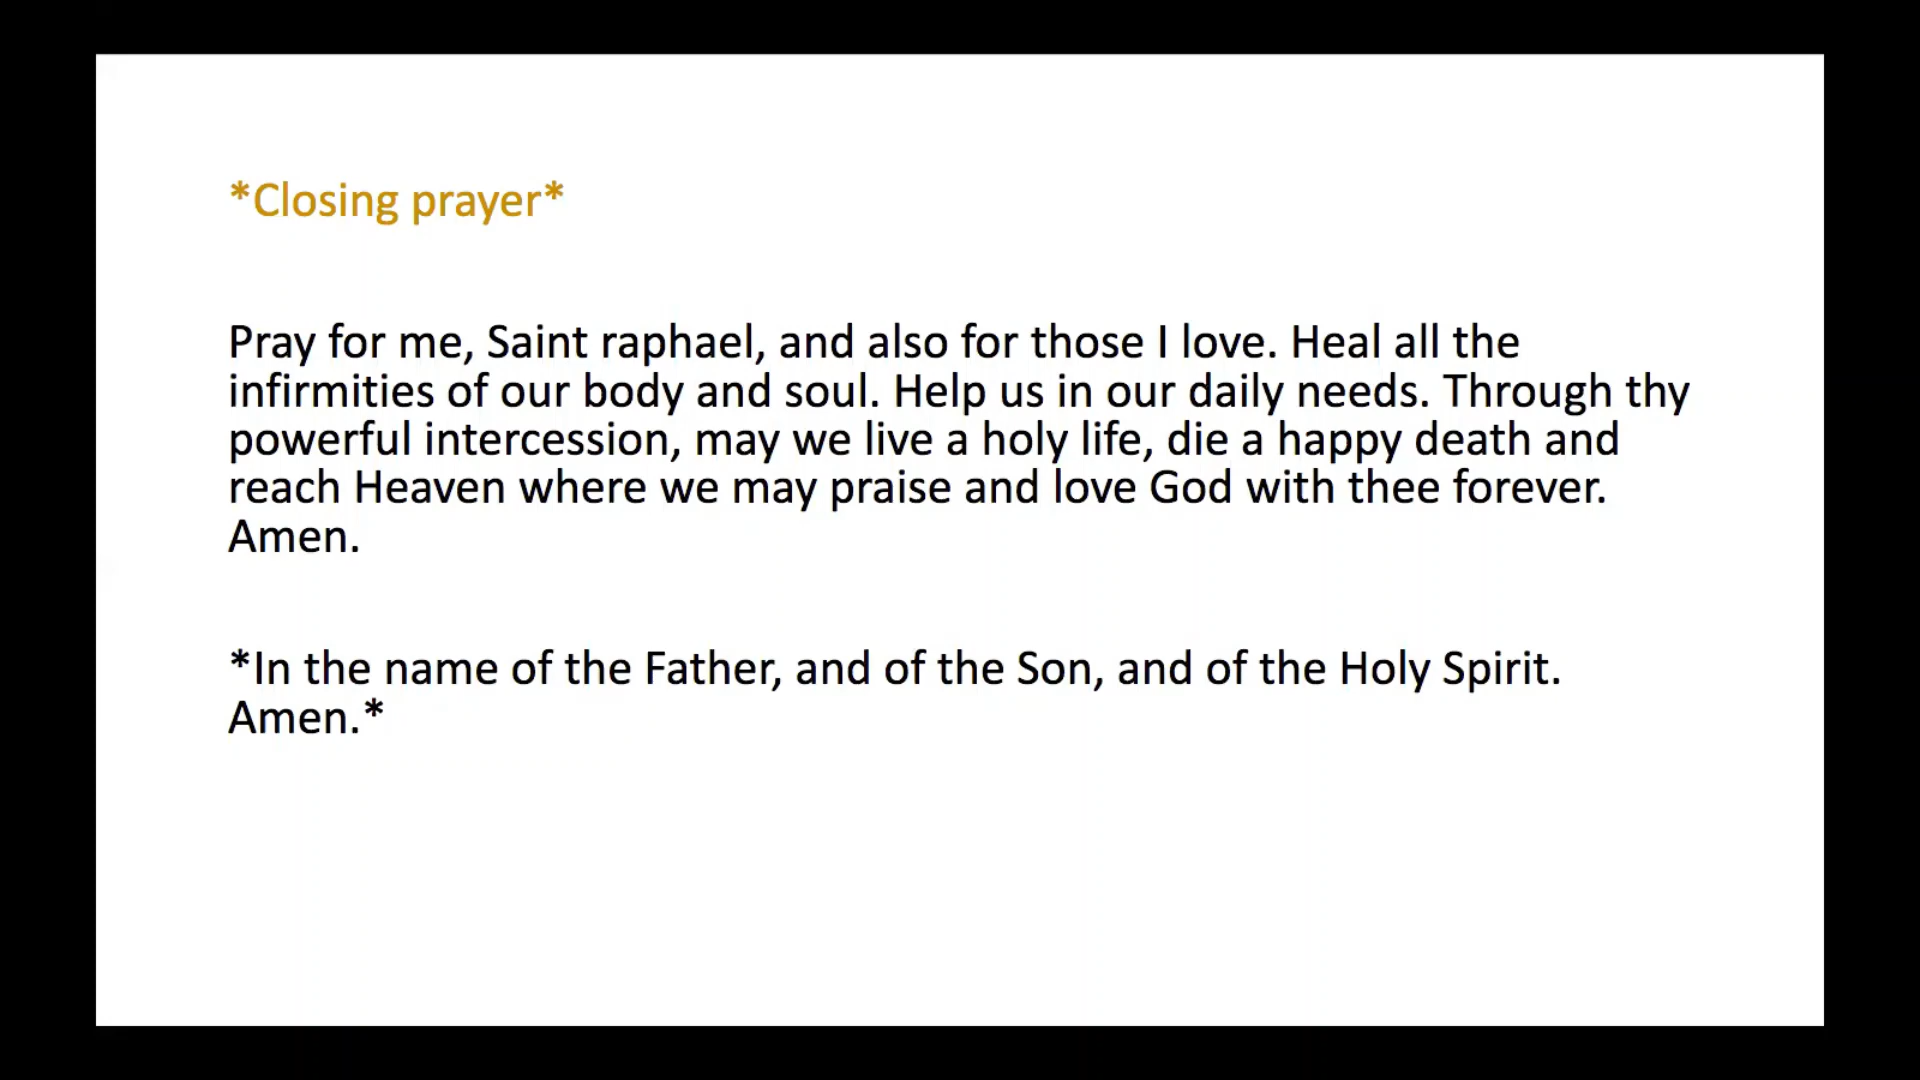 *Closing prayer*
Pray for me, Saint raphael, and also for those I love. Heal all the
infirmities of our body and soul. Help us in our daily needs. Through thy
powerful intercession, may we live a holy life, die a happy death and
reach Heaven where we may praise and love God with thee forever.
Amen.
*In the name of the Father, and of the Son, and of the Holy Spirit.
Amen.*